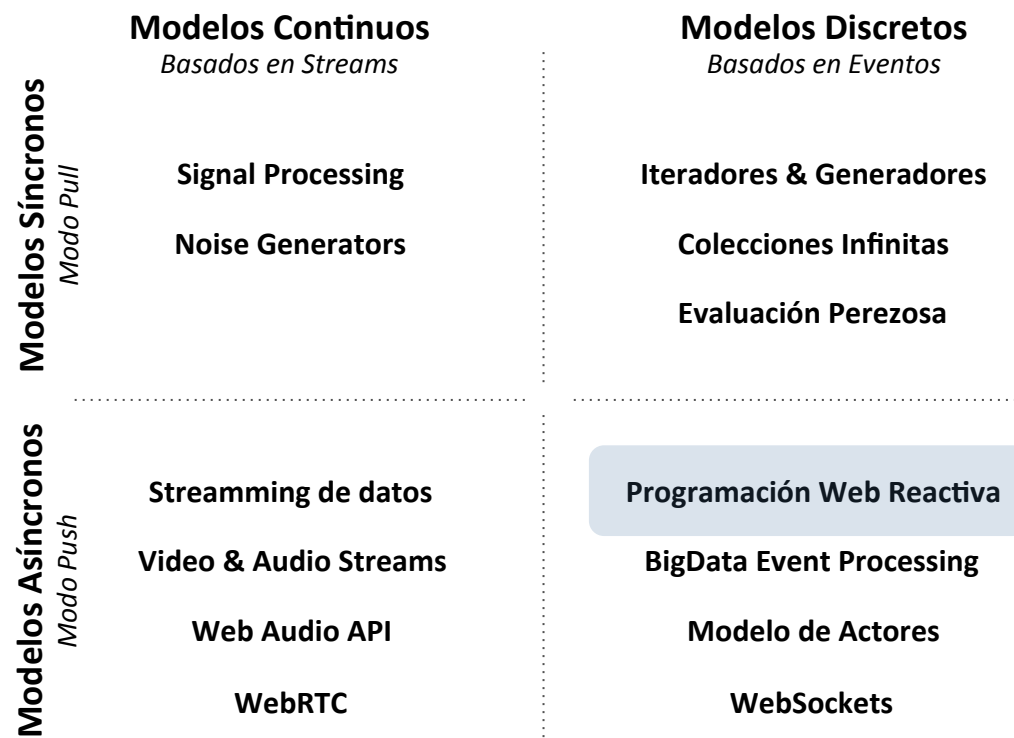 Modelos Continuos
Basados en Streams
Modelos Discretos
Basados en Eventos
Modelos Síncronos
Modo Pull
Signal Processing
Noise Generators
Iteradores & Generadores
Colecciones Infinitas
Evaluación Perezosa
Modelos Asíncronos
Modo Push
Streamming de datos
Video & Audio Streams
Web Audio API
WebRTC
Programación Web Reactiva
BigData Event Processing
Modelo de Actores
WebSockets